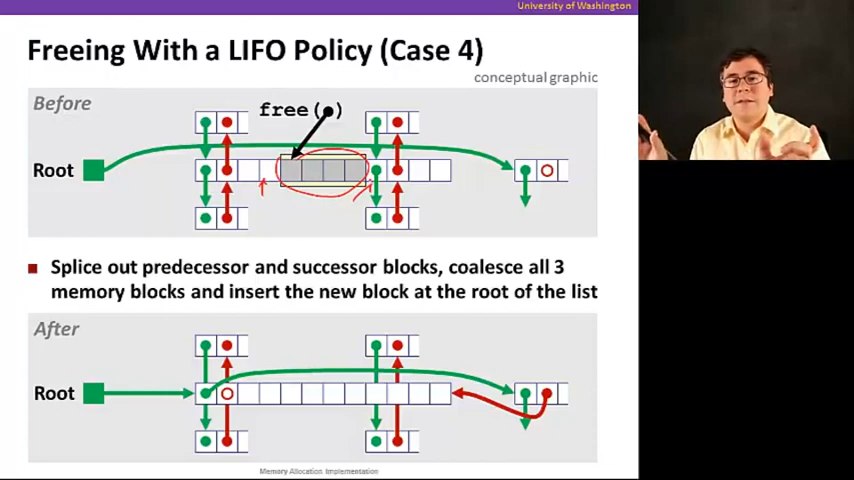 University of Washington
Freeing With a LIFO Policy (Case 4)
conceptual graphic
Before
free( )
Root
Splice out predecessor and successor blocks, coalesce all 3
memory blocks and insert the new block at the root of the list
After
Root
Memory Allocation Implementation